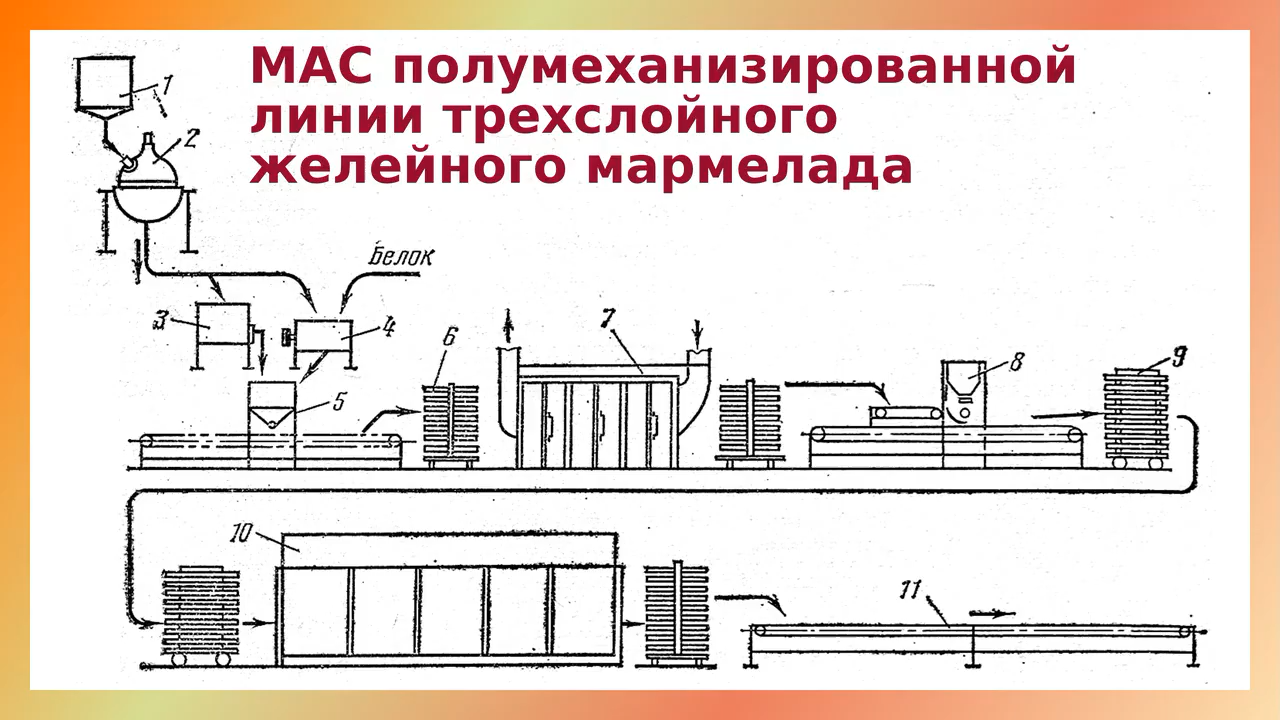 МАС полумеханизированной
линии трехслойного
желейного мармелада
1
2
Белок
3
4
5
6
7
8
9
10
11